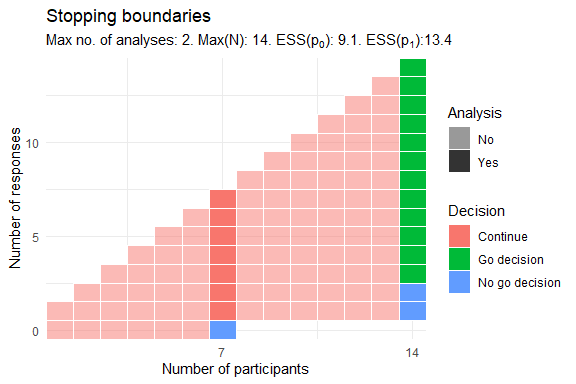 Stopping boundaries
Max no. of analyses: 2. Max(N): 14. ESS(p₀): 9.1. ESS(p₁):13.4
Number of responses
10
5
0
7
14
Number of participants
Analysis
No
Yes
Decision
Continue
Go decision
No go decision